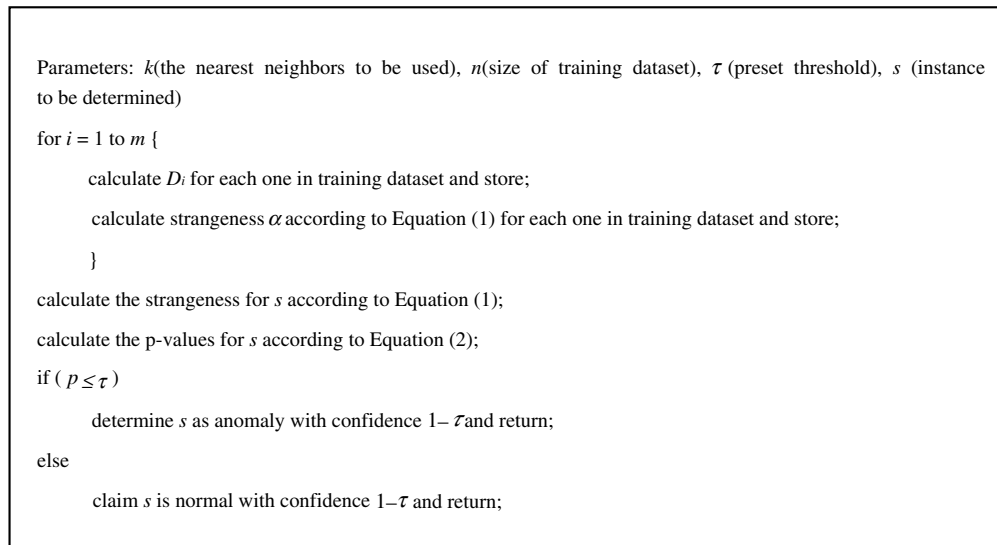 Parameters: k(the nearest neighbors to be used), n(size of training dataset), τ (preset threshold), s (instance
to be determined)
for i = 1 to m {
calculate Di for each one in training dataset and store;
calculate strangeness α according to Equation (1) for each one in training dataset and store;
}
calculate the strangeness for s according to Equation (1);
calculate the p-values for s according to Equation (2);
if ( p ≤ τ )
determine s as anomaly with confidence 1– τ and return;
else
claim s is normal with confidence 1–τ and return;